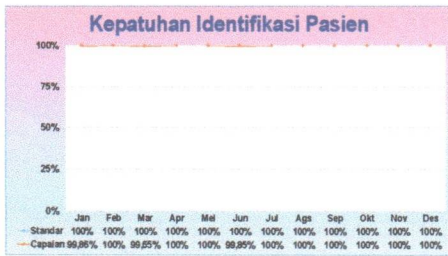 Kepatuhan Identifikasi Pasien
100%
75%
50%
25%
0%
Jan Feb Mar Apr Mei Jun Jul Ags Sep Okt Nov Des
Standar 100% 100% 100% 100% 100% 100% 100% 100% 100% 100% 100% 100%
Capaian 99,86% 100% 99,55% 100% 100% 99,85% 100% 100% 100% 100% 100% 100%